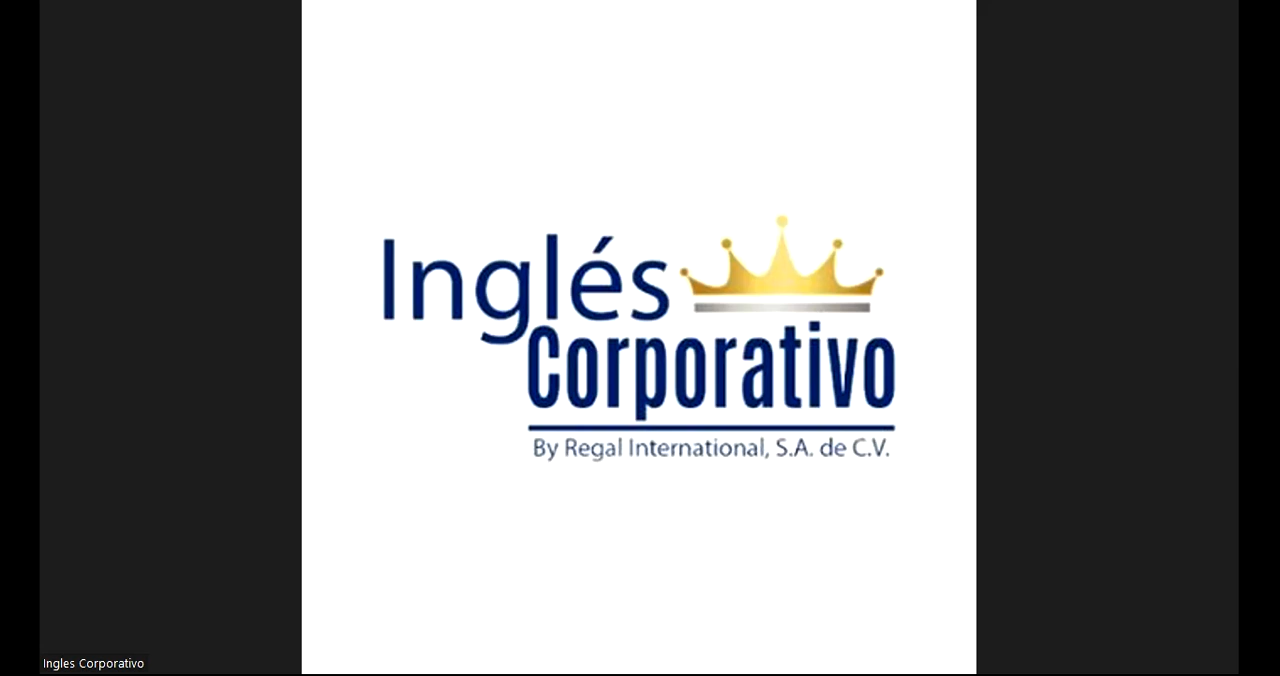 Inglés
Corporativo
By Regal International, S.A. de C.V.
Ingles Corporativo